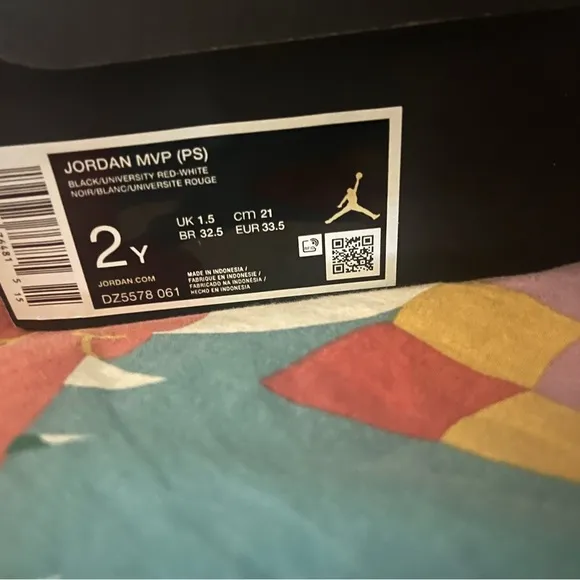 JORDAN MVP (PS)
BLACK/UNIVERSITY RED-WHITE
NOIR/BLANC/UNIVERSITE ROUGE
2Y
UK 1.5 cm 21
BR 32.5 EUR 33.5
JORDAN.COM
DZ5578 061
MADE IN INDONESIA /
FABRIQUE EN INDONESIE /
FABRICADO NA INDONESIA /
HECHO EN INDONESIA